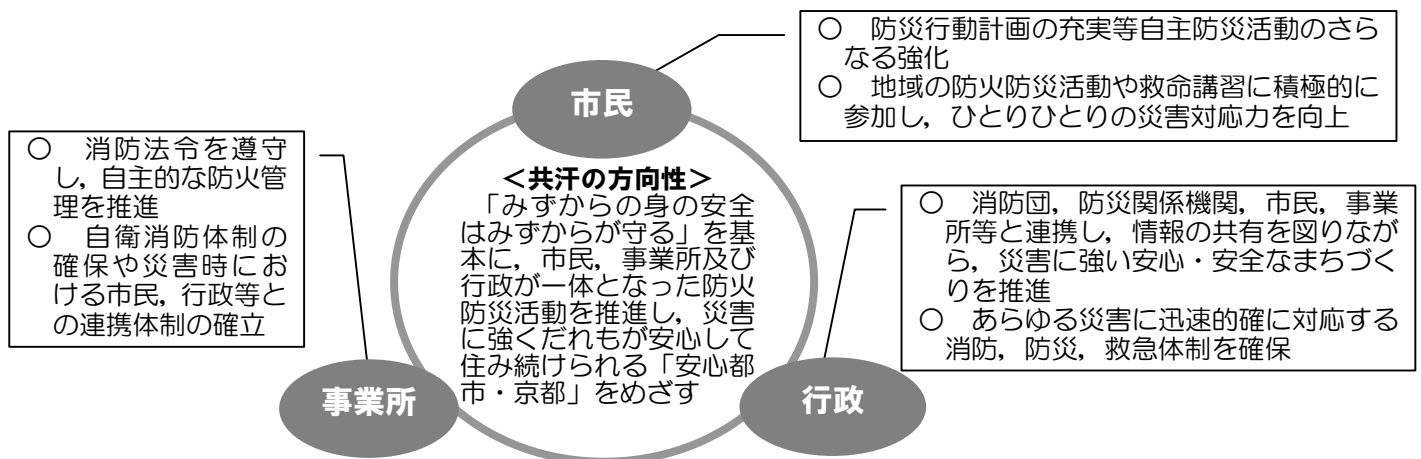 ○　防災行動計画の充実等自主防災活動のさら
なる強化
○　地域の防火防災活動や救命講習に積極的に
参加し，ひとりひとりの災害対応力を向上
市民
○　消防法令を遵守
し，自主的な防火管
理を推進
○　自衛消防体制の
確保や災害時にお
ける市民，行政等と
の連携体制の確立
＜共汗の方向性＞
「みずからの身の安全
はみずからが守る」を基
本に，市民，事業所及び
行政が一体となった防火
防災活動を推進し，災害
に強くだれもが安心して
住み続けられる「安心都
市・京都」をめざす
○　消防団，防災関係機関，市民，事業
所等と連携し，情報の共有を図りなが
ら，災害に強い安心・安全なまちづく
りを推進
○　あらゆる災害に迅速的確に対応する
消防，防災，救急体制を確保
事業所
行政